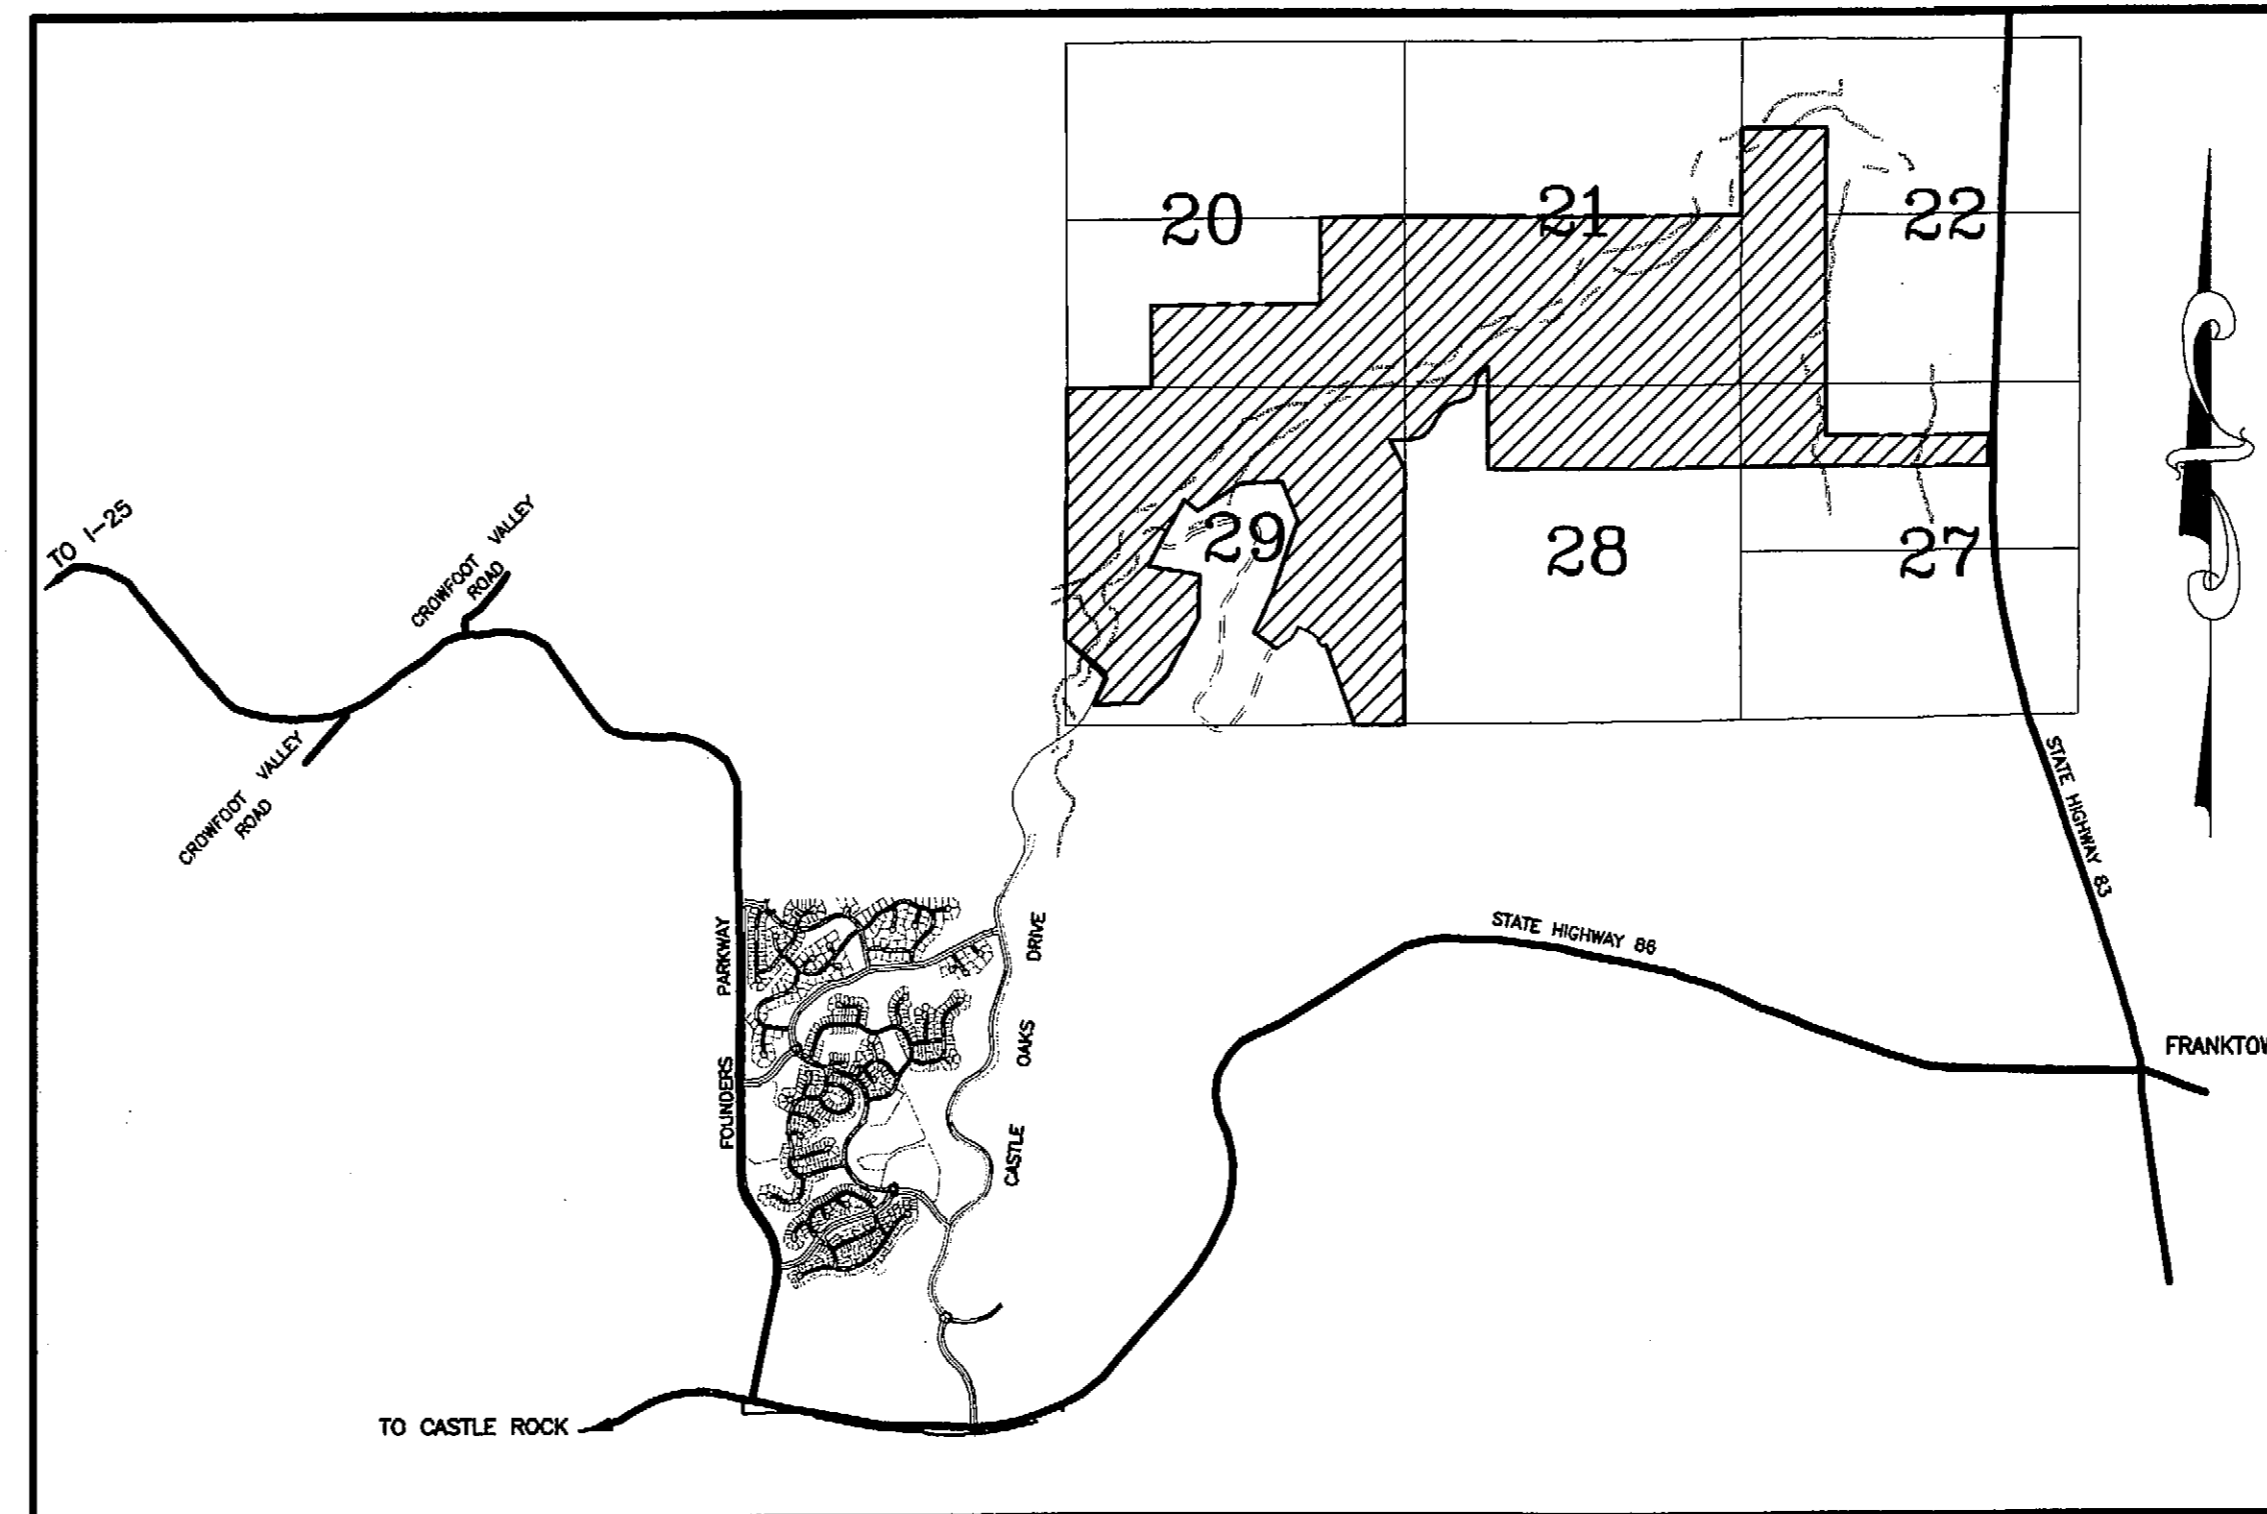 20
21
22
29
28
27
TO I-25
CROWFOOT VALLEY
ROAD
CROWFOOT VALLEY
ROAD
STATE HIGHWAY 83
FOUNDERS PARKWAY
CASTLE OAKS DRIVE
STATE HIGHWAY 86
FRANKTOW
TO CASTLE ROCK